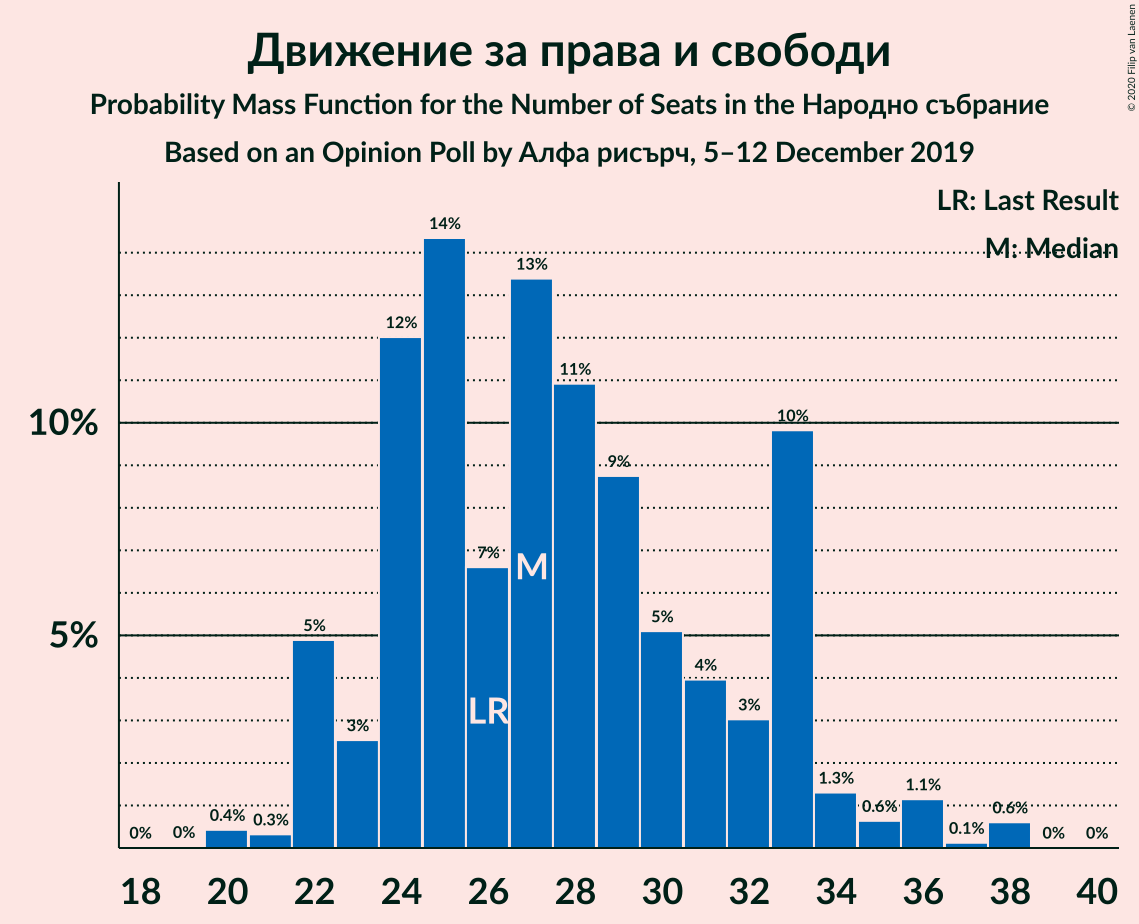 Движение за права и свободи
Probability Mass Function for the Number of Seats in the Народно събрание
Based on an Opinion Poll by Алфа рисърч, 5–12 December 2019
© 2020 Filip van Laenen
LR: Last Result
M: Median
14%
13%
12%
11%
10%
10%
9%
7%
M
5%
5%
5%
4%
LR
3%
3%
1.3%
1.1%
0.4%
0.3%
0.6%
0.6%
0%
0%
0.1%
0%
0%
18 20 22 24 26 28 30 32 34 36 38 40